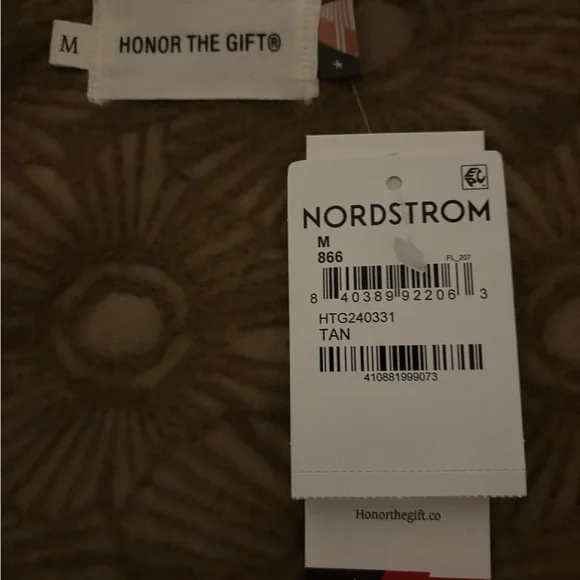 M
HONOR THE GIFT®
NORDSTROM
M
866
FL_207
8 40389 92206 3
HTG240331
TAN
410881999073
Honorthegift.co